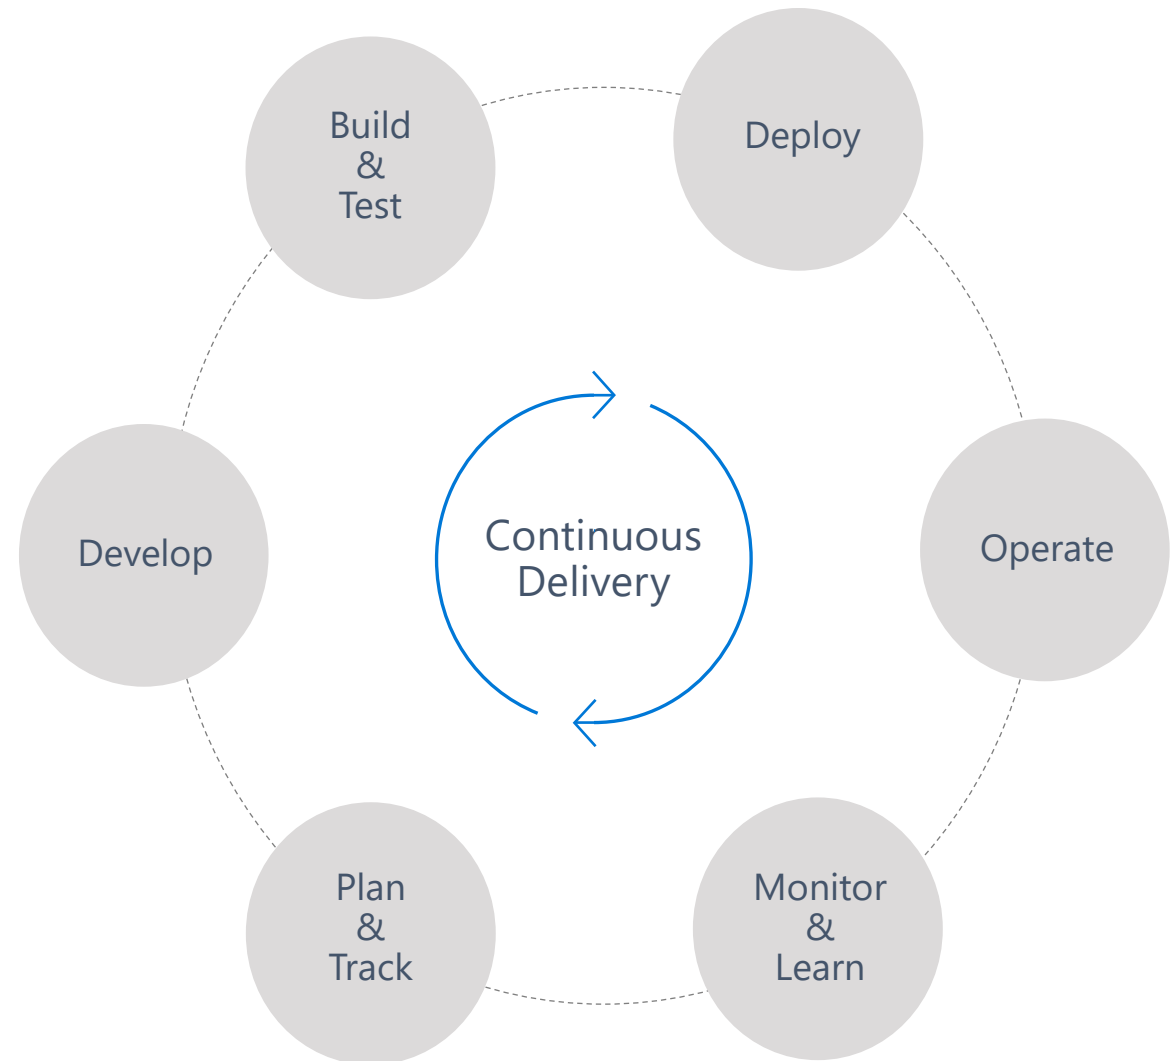 Build
&
Test
Deploy
Develop
Continuous
Delivery
Operate
Plan
&
Track
Monitor
&
Learn